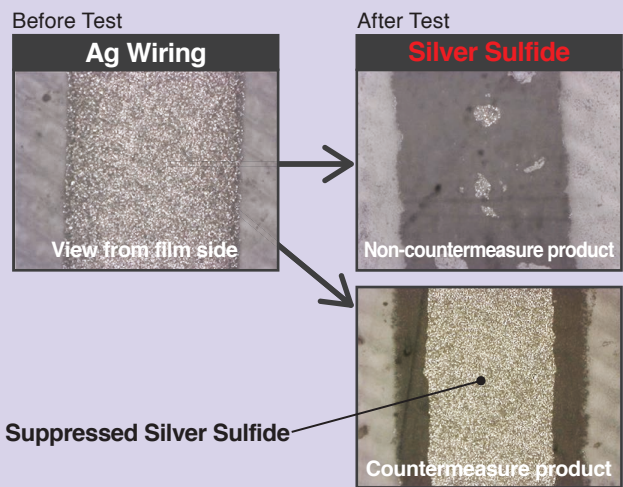 Before Test
After Test
Ag Wiring
Silver Sulfide
View from film side
Non-countermeasure product
Suppressed Silver Sulfide
Countermeasure product